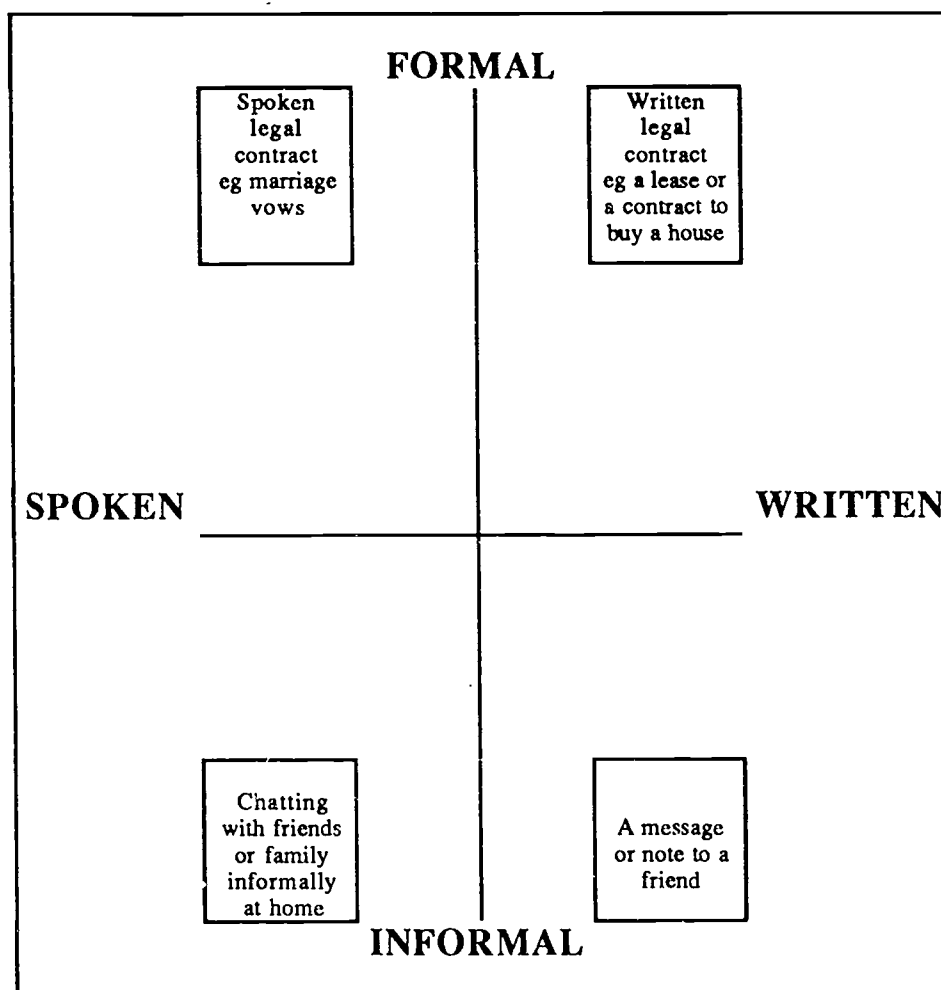 FORMAL
Spoken
legal
contract
eg marriage
vows
Written
legal
contract
eg a lease or
a contract to
buy a house
SPOKEN
WRITTEN
Chatting
with friends
or family
informally
at home
A message
or note to a
friend
INFORMAL